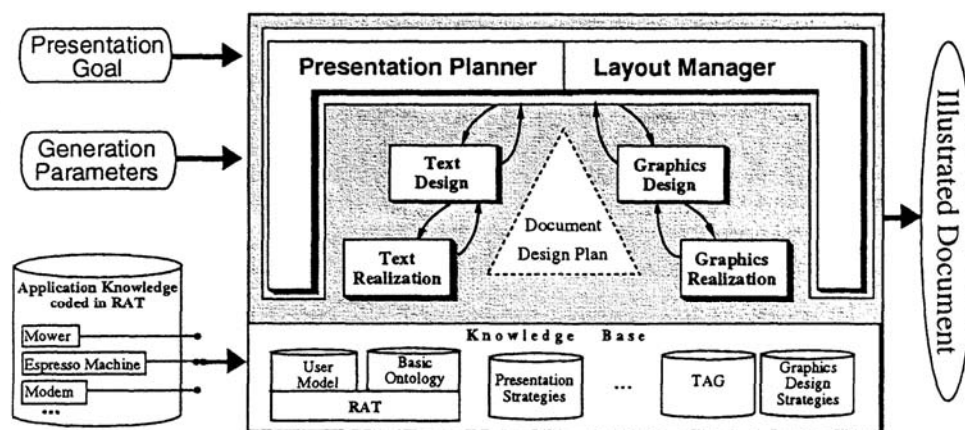 Presentation
Goal
Generation
Parameters
Application Knowledge
coded in RAT
Mower
Espresso Machine
Modem
...
Presentation Planner
Layout Manager
Text
Design
Graphics
Design
Document
Design Plan
Text
Realization
Graphics
Realization
Knowledge Base
User
Model
Basic
Ontology
RAT
Presentation
Strategies
...
TAG
Graphics
Design
Strategies
Illustrated Document